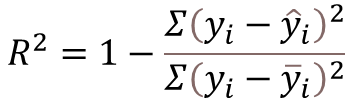 R² = 1 − Σ(yᵢ − ŷᵢ)² / Σ(yᵢ − ȳᵢ)²